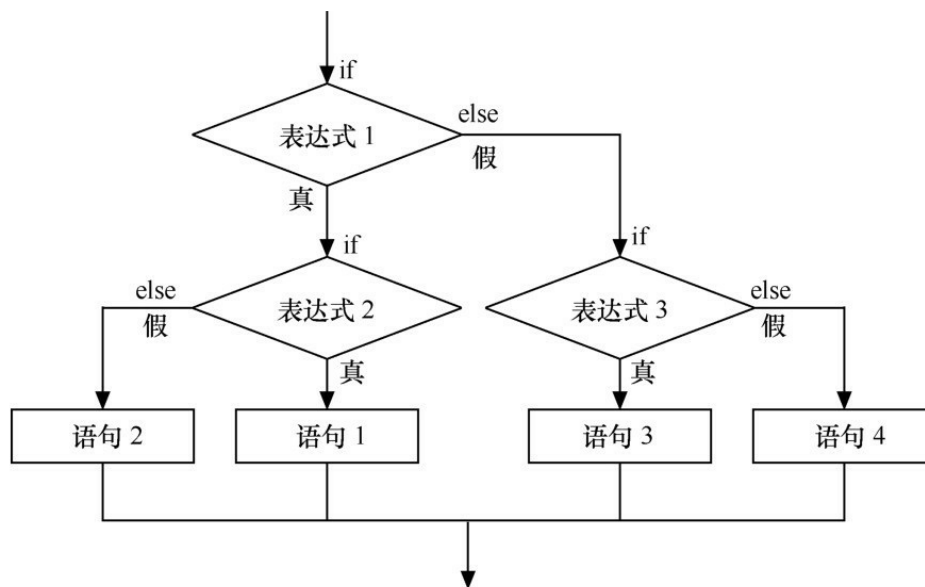 if
表达式 1
else
假
真
if
表达式 2
else
假
真
if
表达式 3
else
假
真
语句 2
语句 1
语句 3
语句 4